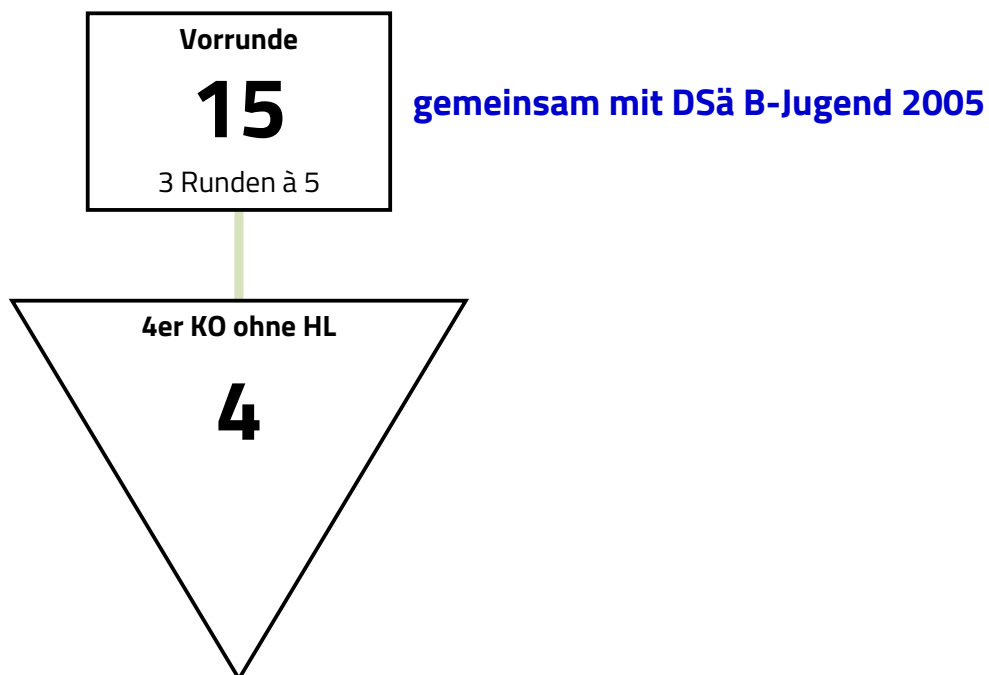 Vorrunde
15
3 Runden à 5
gemeinsam mit DSä B-Jugend 2005
4er KO ohne HL
4